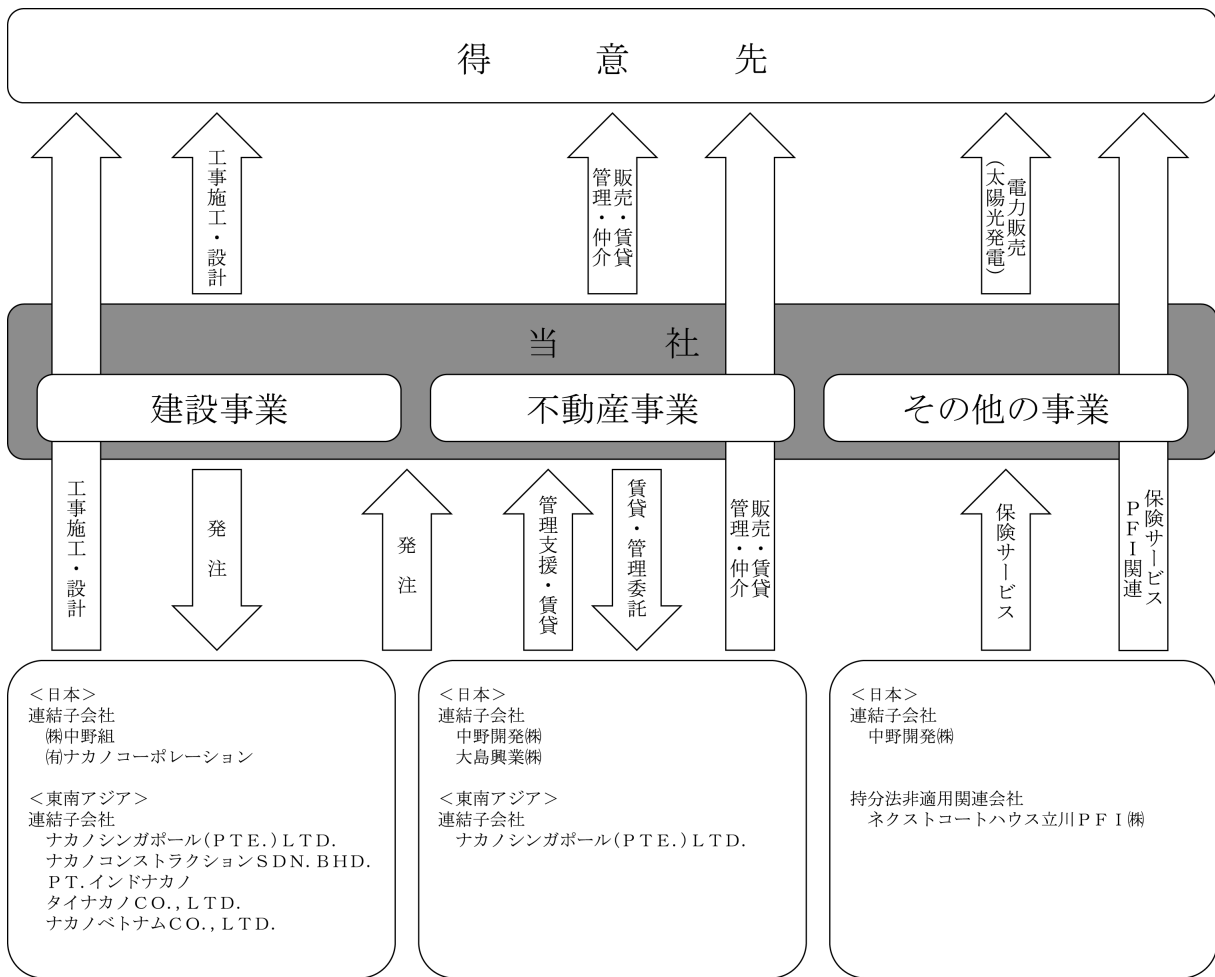 得意先
工事施工・設計
販売・賃貸
管理・仲介
電力販売
(太陽光発電)
当社
建設事業
不動産事業
その他の事業
工事施工・設計
発注
発注
管理支援・賃貸
賃貸・管理委託
販売・賃貸
管理・仲介
保険サービス
保険サービス
PFI関連
<日本>
連結子会社
㈱中野組
㈲ナカノコーポレーション
<東南アジア>
連結子会社
ナカノシンガポール(PTE.)LTD.
ナカノコンストラクションSDN.BHD.
PT.インドナカノ
タイナカノCO.,LTD.
ナカノベトナムCO.,LTD.
<日本>
連結子会社
中野開発㈱
大島興業㈱
<東南アジア>
連結子会社
ナカノシンガポール(PTE.)LTD.
<日本>
連結子会社
中野開発㈱
持分法非適用関連会社
ネクストコートハウス立川PFI㈱